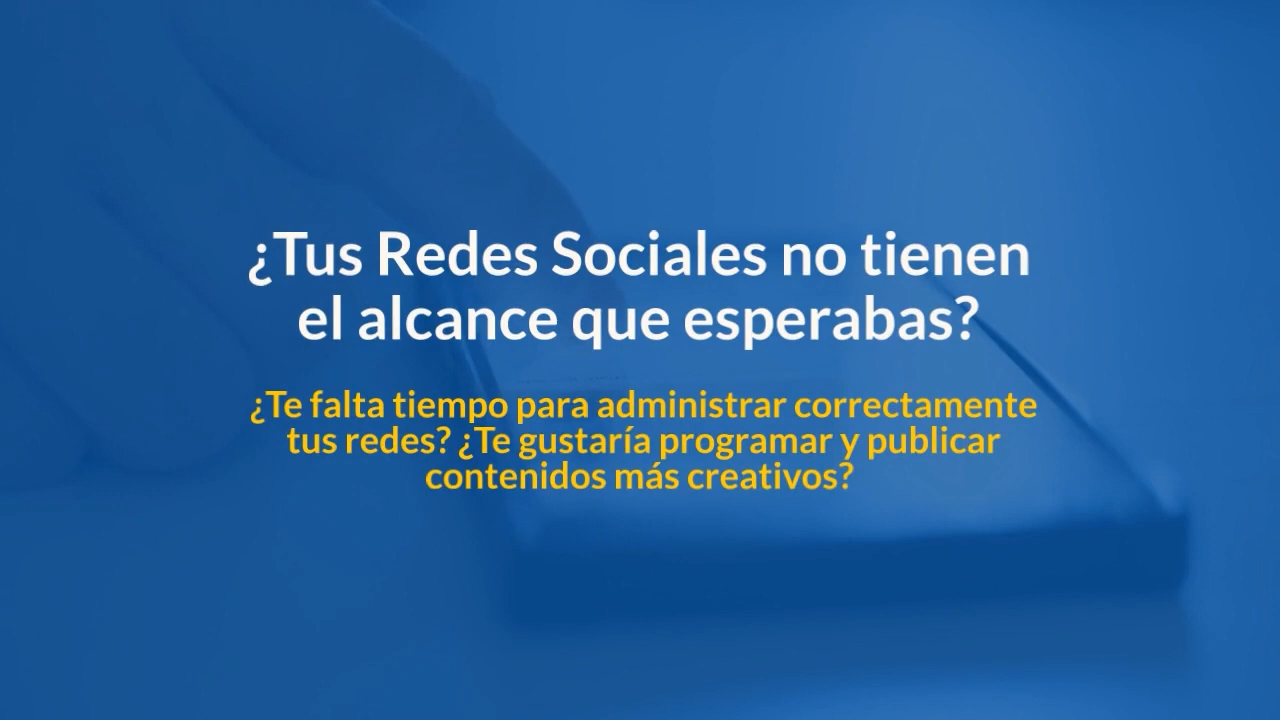 ¿Tus Redes Sociales no tienen
el alcance que esperabas?
¿Te falta tiempo para administrar correctamente
tus redes? ¿Te gustaría programar y publicar
contenidos más creativos?